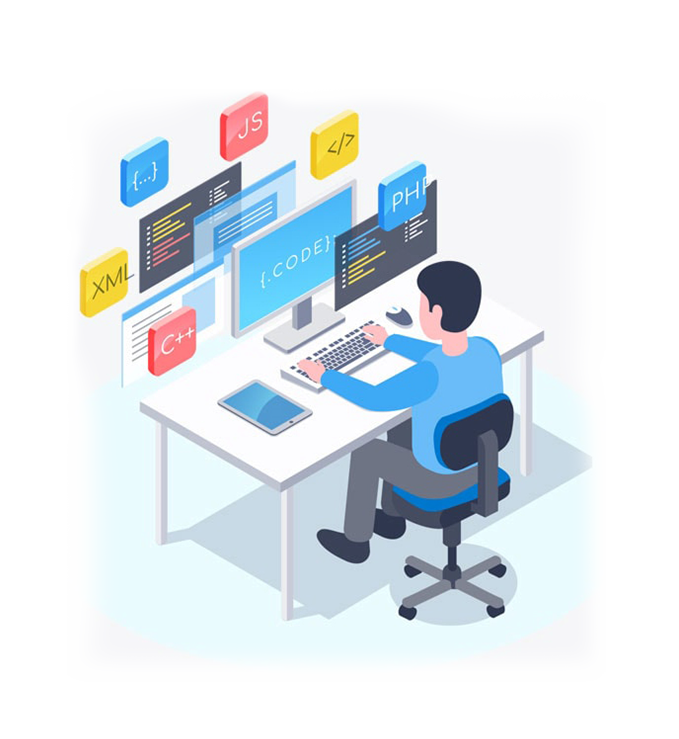 JS
</>
{...}
PHP
{.CODE};
XML
C++